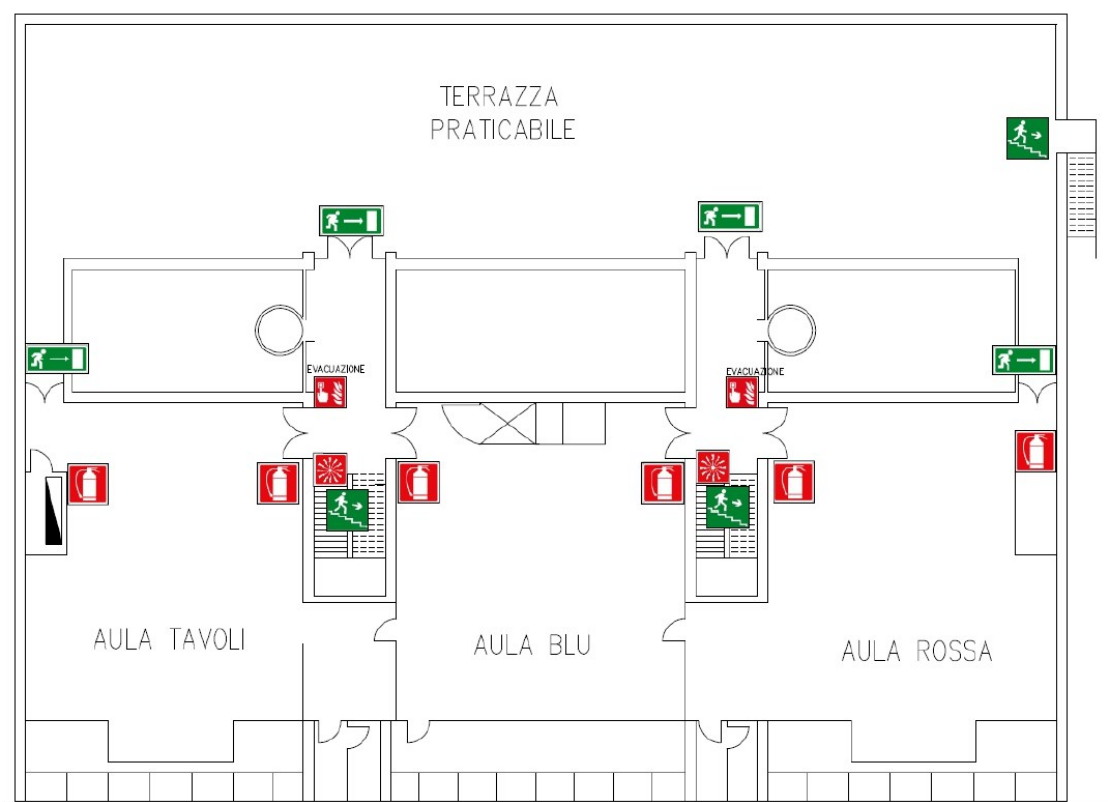 TERRAZZA
PRATICABILE
EVACUAZIONE
EVACUAZIONE
AULA TAVOLI
AULA BLU
AULA ROSSA